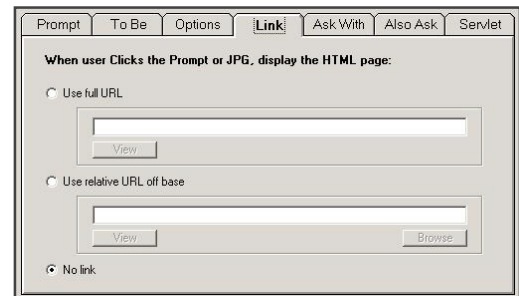 Prompt To Be Options Link Ask With Also Ask Servlet
When user Clicks the Prompt or JPG, display the HTML page:
Use full URL
View
Use relative URL off base
View Browse
No link